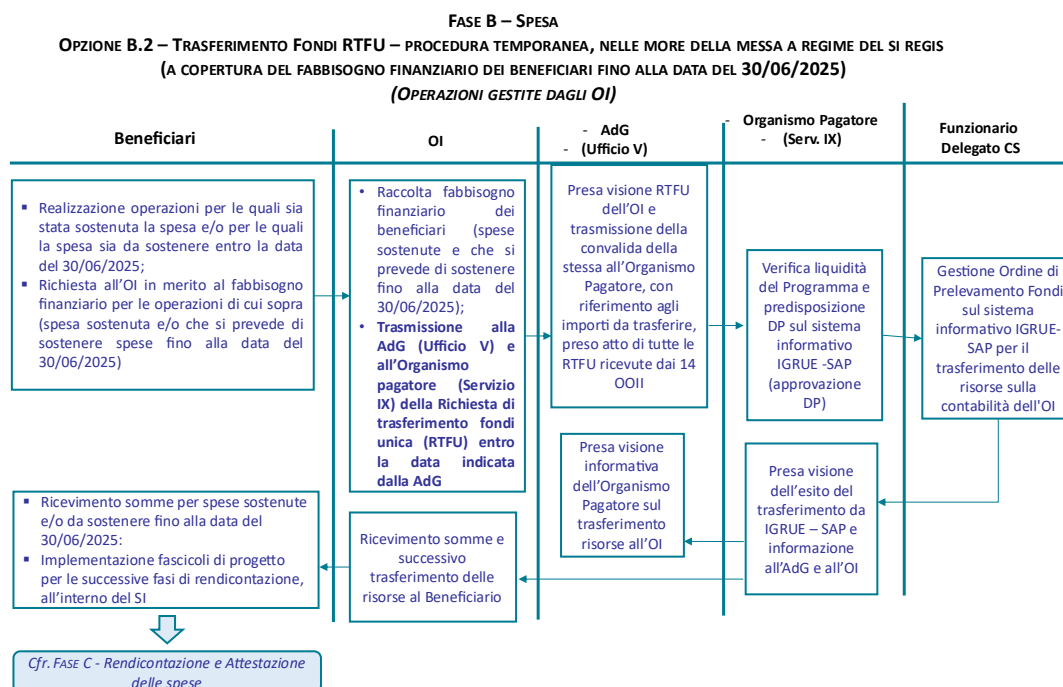 FASE B – SPESA
OPZIONE B.2 – TRASFERIMENTO FONDI RTFU – PROCEDURA TEMPORANEA, NELLE MORE DELLA MESSA A REGIME DEL SI REGIS
(A COPERTURA DEL FABBISOGNO FINANZIARIO DEI BENEFICIARI FINO ALLA DATA DEL 30/06/2025)
(OPERAZIONI GESTITE DAGLI OI)
Beneficiari
OI
- AdG
- (Ufficio V)
- Organismo Pagatore
- (Serv. IX)
Funzionario
Delegato CS
▪ Realizzazione operazioni per le quali sia
stata sostenuta la spesa e/o per le quali
la spesa sia da sostenere entro la data
del 30/06/2025;
▪ Richiesta all'OI in merito al fabbisogno
finanziario per le operazioni di cui sopra
(spesa sostenuta e/o che si prevede di
sostenere spese fino alla data del
30/06/2025)
• Raccolta fabbisogno
finanziario dei
beneficiari (spese
sostenute e che si
prevede di sostenere
fino alla data del
30/06/2025);
• Trasmissione alla
AdG (Ufficio V) e
all'Organismo
pagatore (Servizio
IX) della Richiesta di
trasferimento fondi
unica (RTFU) entro
la data indicata
dalla AdG
Presa visione RTFU
dell'OI e
trasmissione della
convalida della
stessa all'Organismo
Pagatore, con
riferimento agli
importi da trasferire,
preso atto di tutte le
RTFU ricevute dai 14
OOII
Verifica liquidità
del Programma e
predisposizione
DP sul sistema
informativo
IGRUE -SAP
(approvazione
DP)
Gestione Ordine di
Prelevamento Fondi
sul sistema
informativo IGRUE-
SAP per il
trasferimento delle
risorse sulla
contabilità dell'OI
Presa visione
dell'esito del
trasferimento da
IGRUE – SAP e
informazione
all'AdG e all'OI
Presa visione
informativa
dell'Organismo
Pagatore sul
trasferimento
risorse all'OI
Ricevimento somme e
successivo
trasferimento delle
risorse al Beneficiario
▪ Ricevimento somme per spese sostenute
e/o da sostenere fino alla data del
30/06/2025:
▪ Implementazione fascicoli di progetto
per le successive fasi di rendicontazione,
all'interno del SI
Cfr. FASE C - Rendicontazione e Attestazione
delle spese